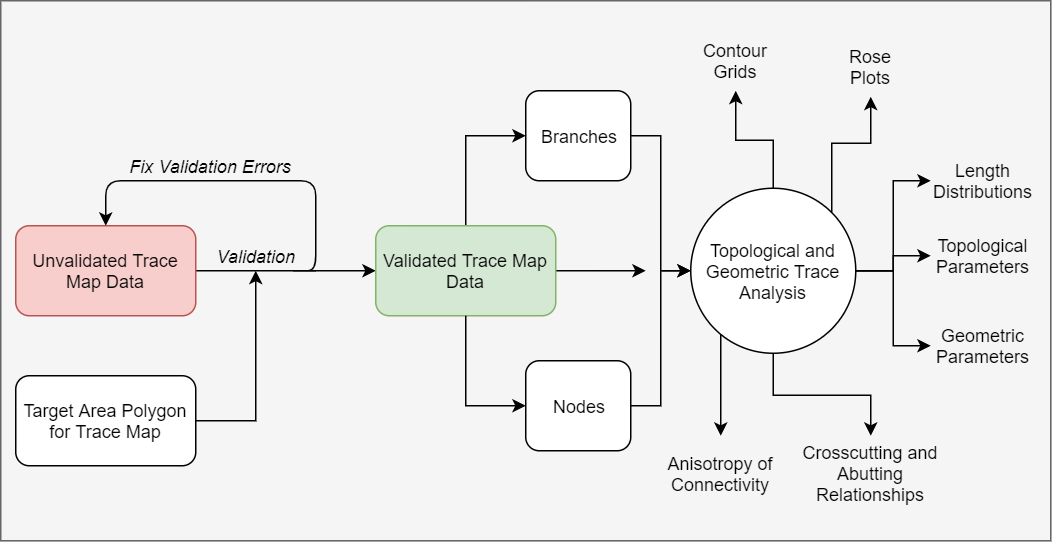 Fix Validation Errors
Unvalidated Trace
Map Data
Validation
Target Area Polygon
for Trace Map
Validated Trace Map
Data
Branches
Nodes
Topological and
Geometric Trace
Analysis
Contour
Grids
Rose
Plots
Length
Distributions
Topological
Parameters
Geometric
Parameters
Anisotropy of
Connectivity
Crosscutting and
Abutting
Relationships